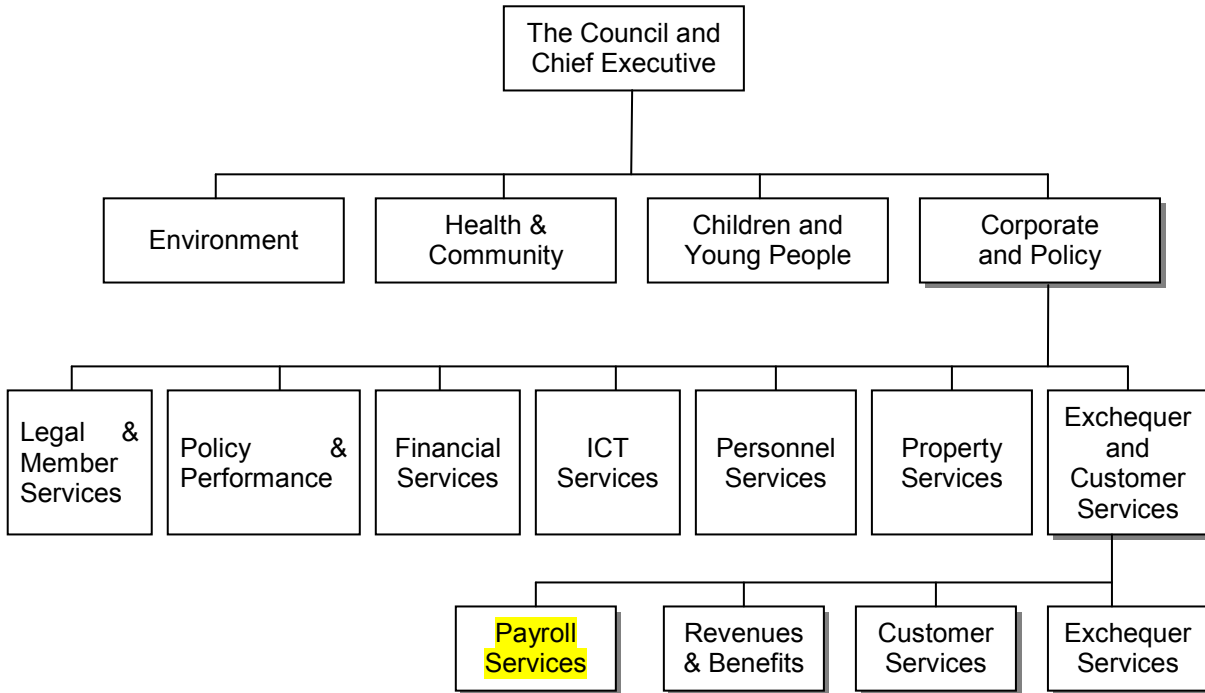 The Council and
Chief Executive
Environment
Health &
Community
Children and
Young People
Corporate
and Policy
Legal &
Member
Services
Policy &
Performance
Financial
Services
ICT
Services
Personnel
Services
Property
Services
Exchequer
and
Customer
Services
Payroll
Services
Revenues
& Benefits
Customer
Services
Exchequer
Services